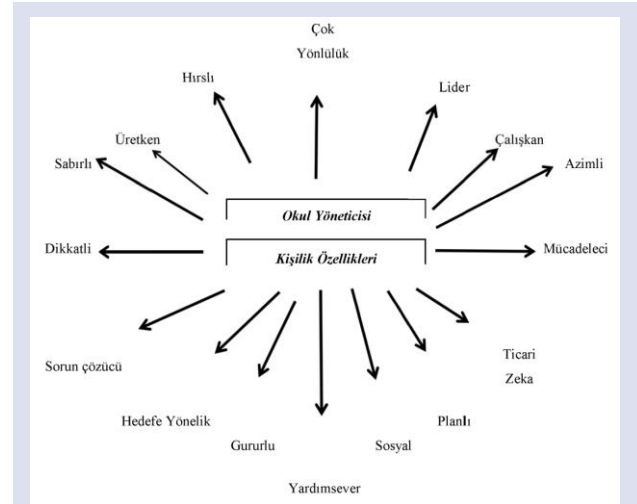 Çok
Yönlülük
Hırslı
Lider
Üretken
Çalışkan
Sabırlı
Azimli
Okul Yöneticisi
Dikkatli
Mücadeleci
Kişilik Özellikleri
Sorun çözücü
Ticari
Zeka
Hedefe Yönelik
Planlı
Gururlu
Sosyal
Yardımsever